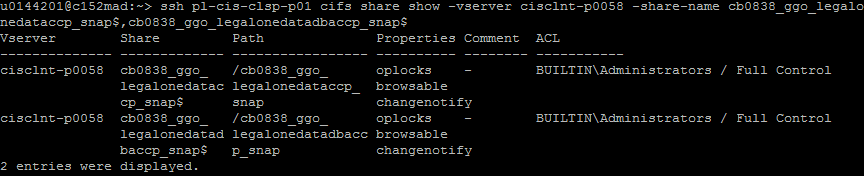 u0144201@c152mad:~> ssh pl-cis-clsp-p01 cifs share show -vserver cisclnt-p0058 -share-name cb0838_ggo_legalo
nedataccp_snap$,cb0838_ggo_legalonedatadbaccp_snap$
Vserver Share Path Properties Comment ACL
-------------- ------------- ----------------- ---------- -------- -----------
cisclnt-p0058 cb0838_ggo_ /cb0838_ggo_ oplocks - BUILTIN\Administrators / Full Control
legalonedatac legalonedataccp_ browsable
cp_snap$ snap changenotify
cisclnt-p0058 cb0838_ggo_ /cb0838_ggo_ oplocks - BUILTIN\Administrators / Full Control
legalonedatad legalonedatadbacc browsable
baccp_snap$ p_snap changenotify
2 entries were displayed.